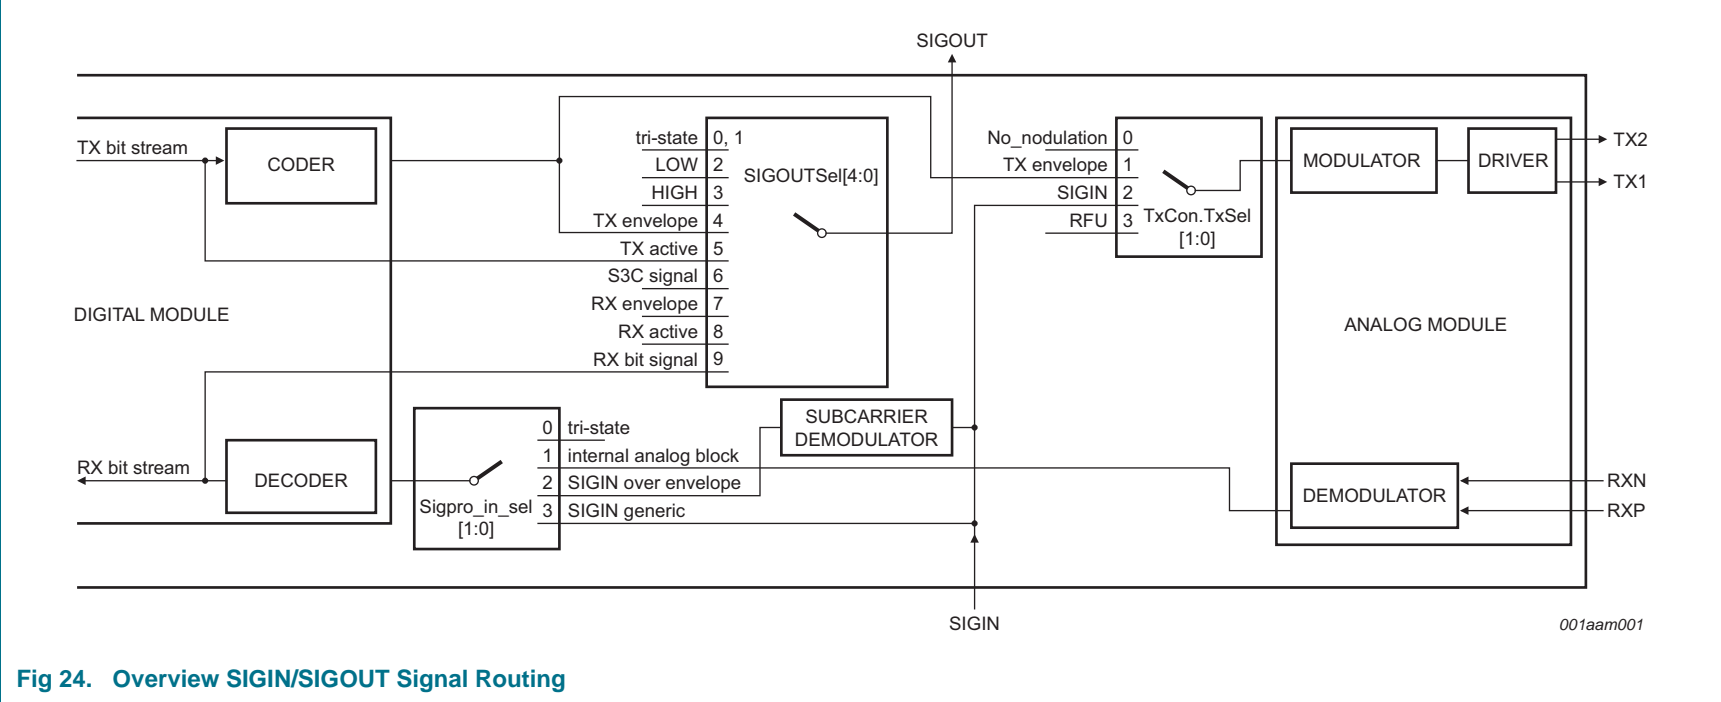 SIGOUT
TX bit stream
CODER
tri-state 0, 1
LOW 2
HIGH 3
TX envelope 4
TX active 5
S3C signal 6
RX envelope 7
RX active 8
RX bit signal 9
SIGOUTSel[4:0]
No_nodulation 0
TX envelope 1
SIGIN 2
RFU 3
TxCon.TxSel
[1:0]
MODULATOR
DRIVER
TX2
TX1
DIGITAL MODULE
ANALOG MODULE
RX bit stream
DECODER
Sigpro_in_sel
[1:0]
0 tri-state
1 internal analog block
2 SIGIN over envelope
3 SIGIN generic
SUBCARRIER
DEMODULATOR
DEMODULATOR
RXN
RXP
SIGIN
001aam001
Fig 24. Overview SIGIN/SIGOUT Signal Routing